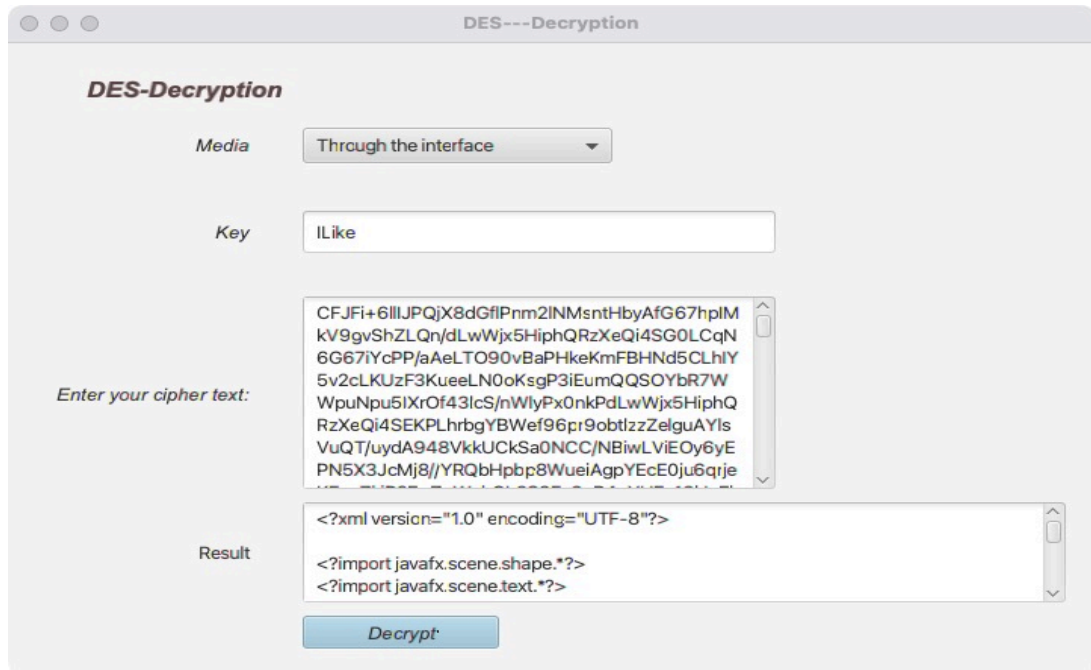 DES---Decryption
DES-Decryption
Media
Through the interface
Key
ILike
Enter your cipher text:
CFJFi+6lIIJPQjX8dGflPnm2lNMsntHbyAfG67hplM
kV9gvShZLQn/dLwWjx5HiphQRzXeQi4SG0LCqN
6G67iYcPP/aAeLTO90vBaPHkeKmFBHNd5CLhlY
5v2cLKUzF3KueeLN0oKsgP3iEumQQSOYbR7W
WpuNpu5IXrOf43lcS/nWlyPx0nkPdLwWjx5HiphQ
RzXeQi4SEKPLhrbgYBWef96pr9obtlzzZelguAYls
VuQT/uydA948VkkUCkSa0NCC/NBiwLViEOy6yE
PN5X3JcMj8//YRQbHpbp8WueiAgpYEcE0ju6qrje
Result
<?xml version="1.0" encoding="UTF-8"?>
<?import javafx.scene.shape.*?>
<?import javafx.scene.text.*?>
Decrypt